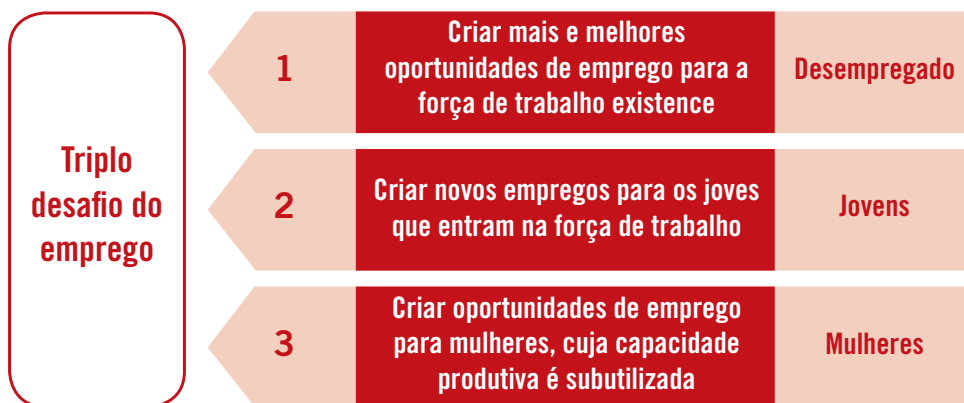 Triplo
desafio do
emprego
1
Criar mais e melhores
oportunidades de emprego para a
força de trabalho existence
Desempregado
2
Criar novos empregos para os joves
que entram na força de trabalho
Jovens
3
Criar oportunidades de emprego
para mulheres, cuja capacidade
produtiva é subutilizada
Mulheres